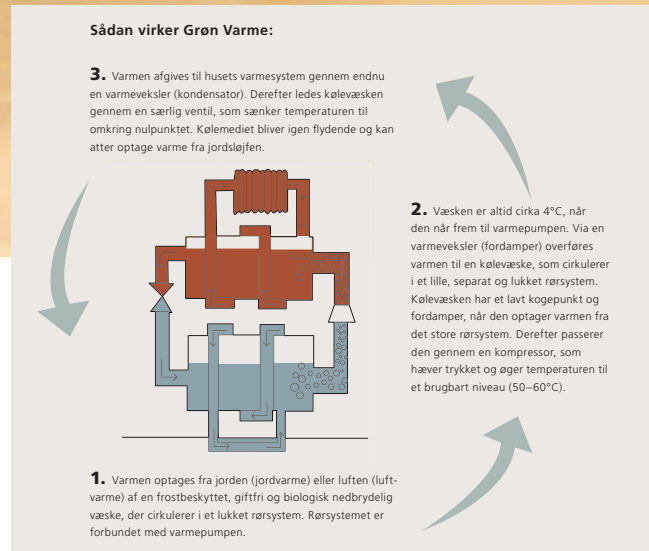 Sådan virker Grøn Varme:
3. Varmen afgives til husets varmesystem gennem endnu
en varmeveksler (kondensator). Derefter ledes kølevæsken
gennem en særlig ventil, som sænker temperaturen til
omkring nulpunktet. Kølemediet bliver igen flydende og kan
atter optage varme fra jordsløjfen.
2. Væsken er altid cirka 4°C, når
den når frem til varmepumpen. Via en
varmeveksler (fordamper) overføres
varmen til en kølevæske, som cirkulerer
i et lille, separat og lukket rørsystem.
Kølevæsken har et lavt kogepunkt og
fordamper, når den optager varmen fra
det store rørsystem. Derefter passerer
den gennem en kompressor, som
hæver trykket og øger temperaturen til
et brugbart niveau (50–60°C).
1. Varmen optages fra jorden (jordvarme) eller luften (luft-
varme) af en frostbeskyttet, giftfri og biologisk nedbrydelig
væske, der cirkulerer i et lukket rørsystem. Rørsystemet er
forbundet med varmepumpen.